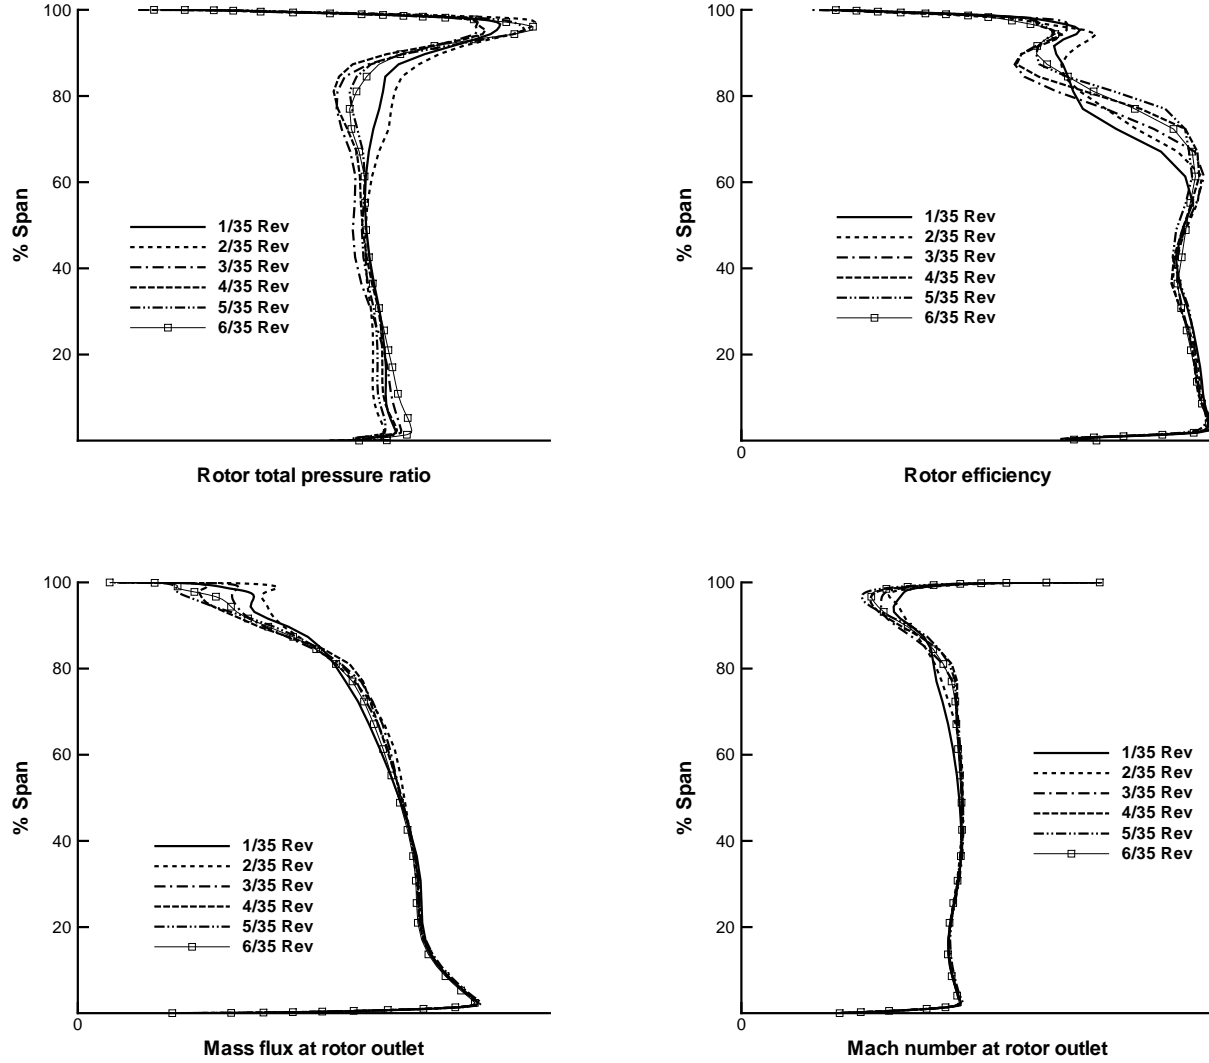 100
80
60
40
20
% Span
1/35 Rev
2/35 Rev
3/35 Rev
4/35 Rev
5/35 Rev
6/35 Rev
Rotor total pressure ratio
100
80
60
40
20
0
% Span
1/35 Rev
2/35 Rev
3/35 Rev
4/35 Rev
5/35 Rev
6/35 Rev
Rotor efficiency
100
80
60
40
20
0
% Span
1/35 Rev
2/35 Rev
3/35 Rev
4/35 Rev
5/35 Rev
6/35 Rev
Mass flux at rotor outlet
100
80
60
40
20
0
% Span
1/35 Rev
2/35 Rev
3/35 Rev
4/35 Rev
5/35 Rev
6/35 Rev
Mach number at rotor outlet